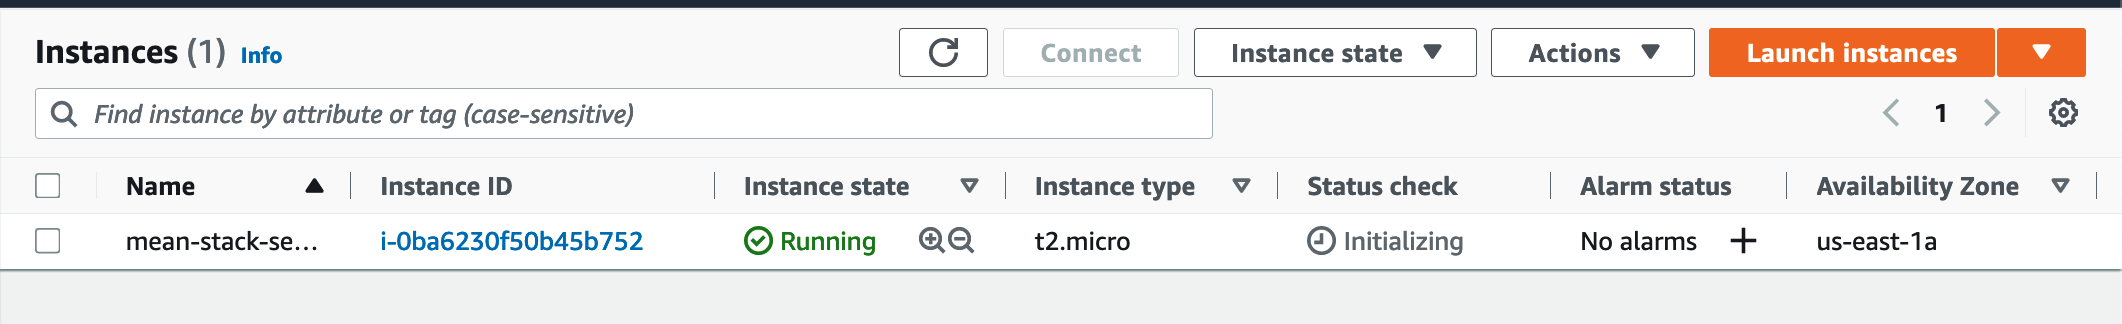 Instances (1) Info Connect Instance state Actions Launch instances
Find instance by attribute or tag (case-sensitive) 1
Name Instance ID Instance state Instance type Status check Alarm status Availability Zone
mean-stack-se... i-0ba6230f50b45b752 Running t2.micro Initializing No alarms + us-east-1a